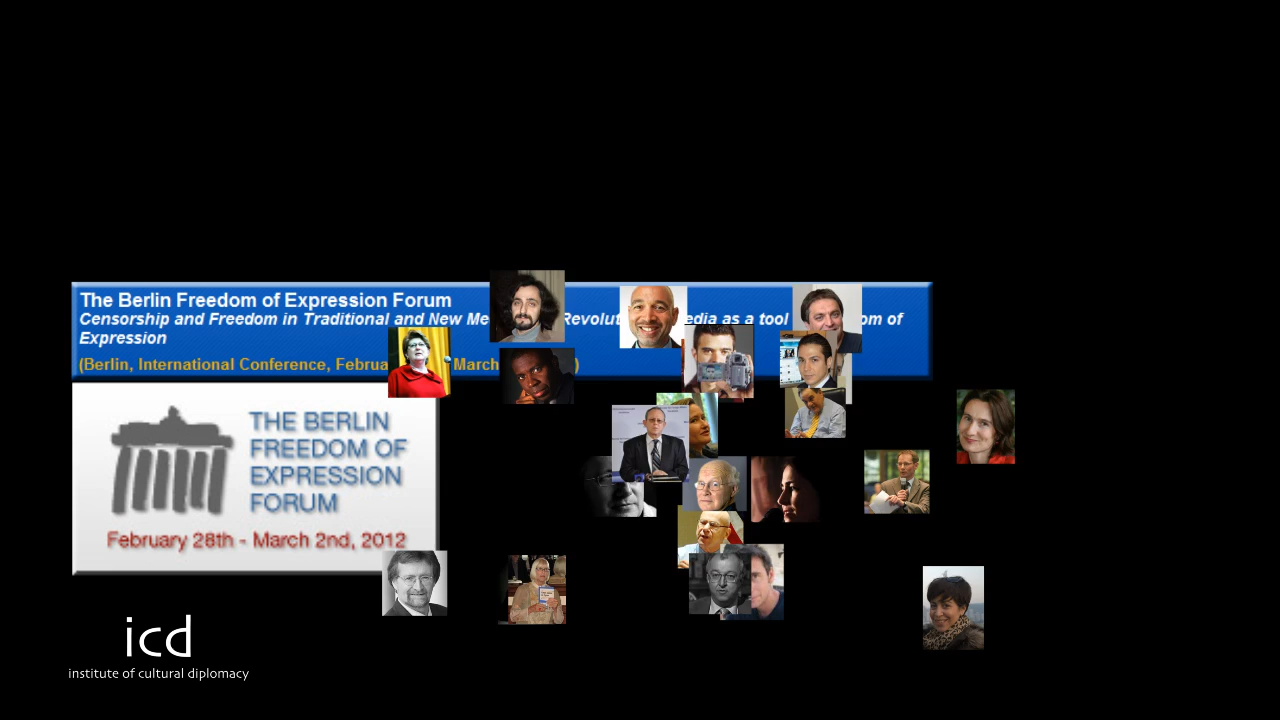 The Berlin Freedom of Expression Forum
Censorship and Freedom in Traditional and New Me Revolut edia as a tool om of
Expression
(Berlin, International Conference, Februa March )
THE BERLIN
FREEDOM OF
EXPRESSION
FORUM
February 28th - March 2nd, 2012
icd
institute of cultural diplomacy